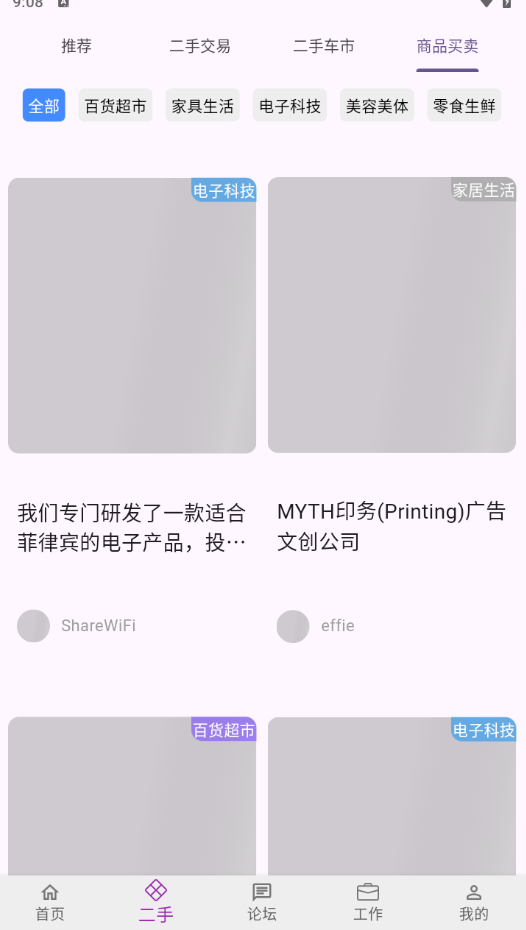 9:08
推荐
二手交易
二手车市
商品买卖
全部
百货超市
家具生活
电子科技
美容美体
零食生鲜
电子科技
家居生活
我们专门研发了一款适合
菲律宾的电子产品，投…
MYTH印务(Printing)广告
文创公司
ShareWiFi
effie
百货超市
电子科技
首页
二手
论坛
工作
我的